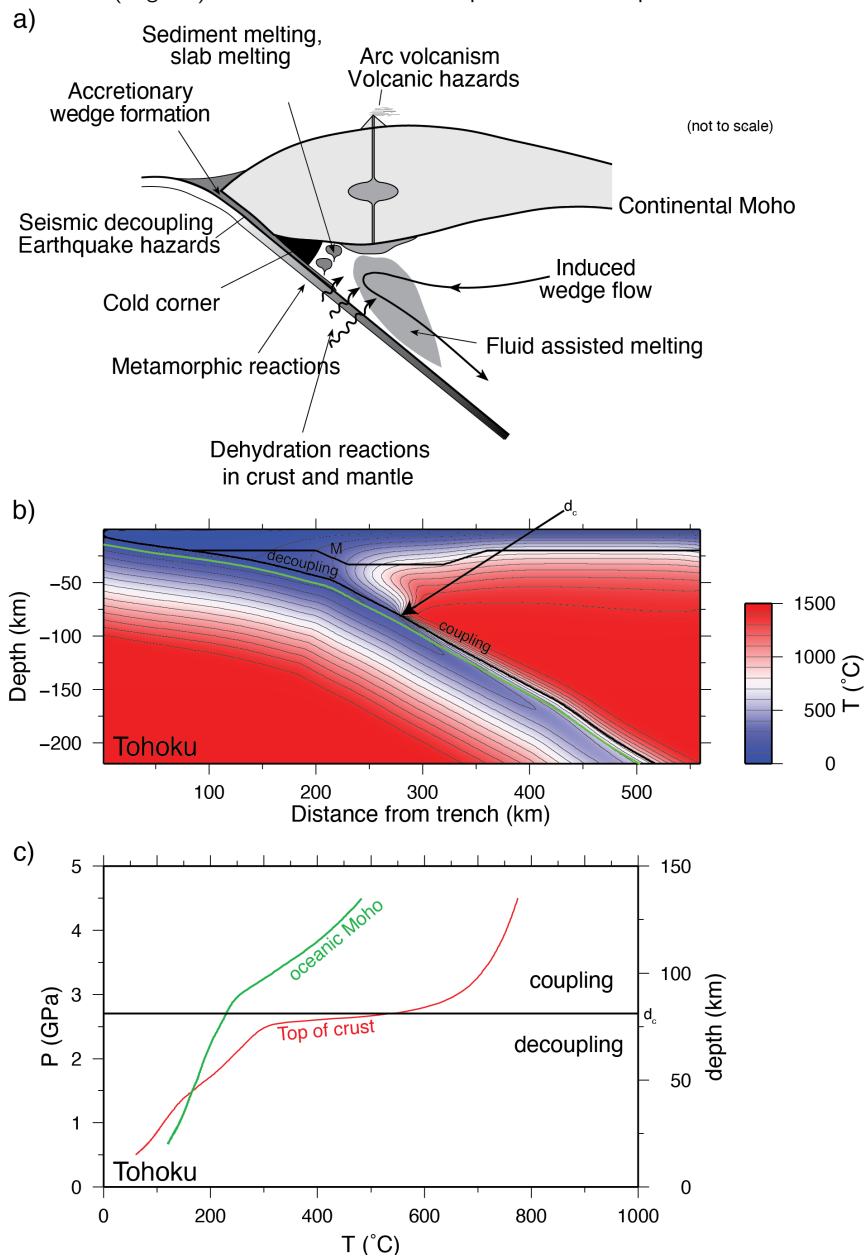 a)
Sediment melting,
slab melting
Arc volcanism
Volcanic hazards
Accretionary
wedge formation
(not to scale)
Continental Moho
Seismic decoupling
Earthquake hazards
Induced
wedge flow
Cold corner
Fluid assisted melting
Metamorphic reactions
Dehydration reactions
in crust and mantle
b)
d_c
M
decoupling
coupling
Tohoku
−50
−100
−150
−200
Depth (km)
100
200
300
400
500
Distance from trench (km)
1500
1000
500
0
T (˚C)
c)
5
4
3
2
1
0
P (GPa)
150
100
50
0
depth (km)
oceanic Moho
Top of crust
coupling
d_c
decoupling
Tohoku
0
200
400
600
800
1000
T (˚C)